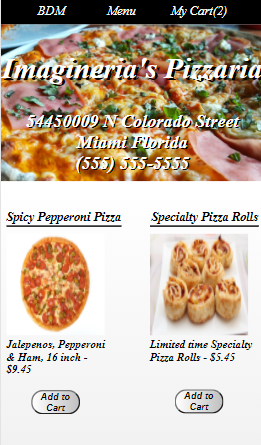 BDM Menu My Cart(2)
Imagineria's Pizzaria
54450009 N Colorado Street
Miami Florida
(555) 555-5555
Spicy Pepperoni Pizza
Jalepenos, Pepperoni
& Ham, 16 inch -
$9.45
Add to
Cart
Specialty Pizza Rolls
Limited time Specialty
Pizza Rolls - $5.45
Add to
Cart